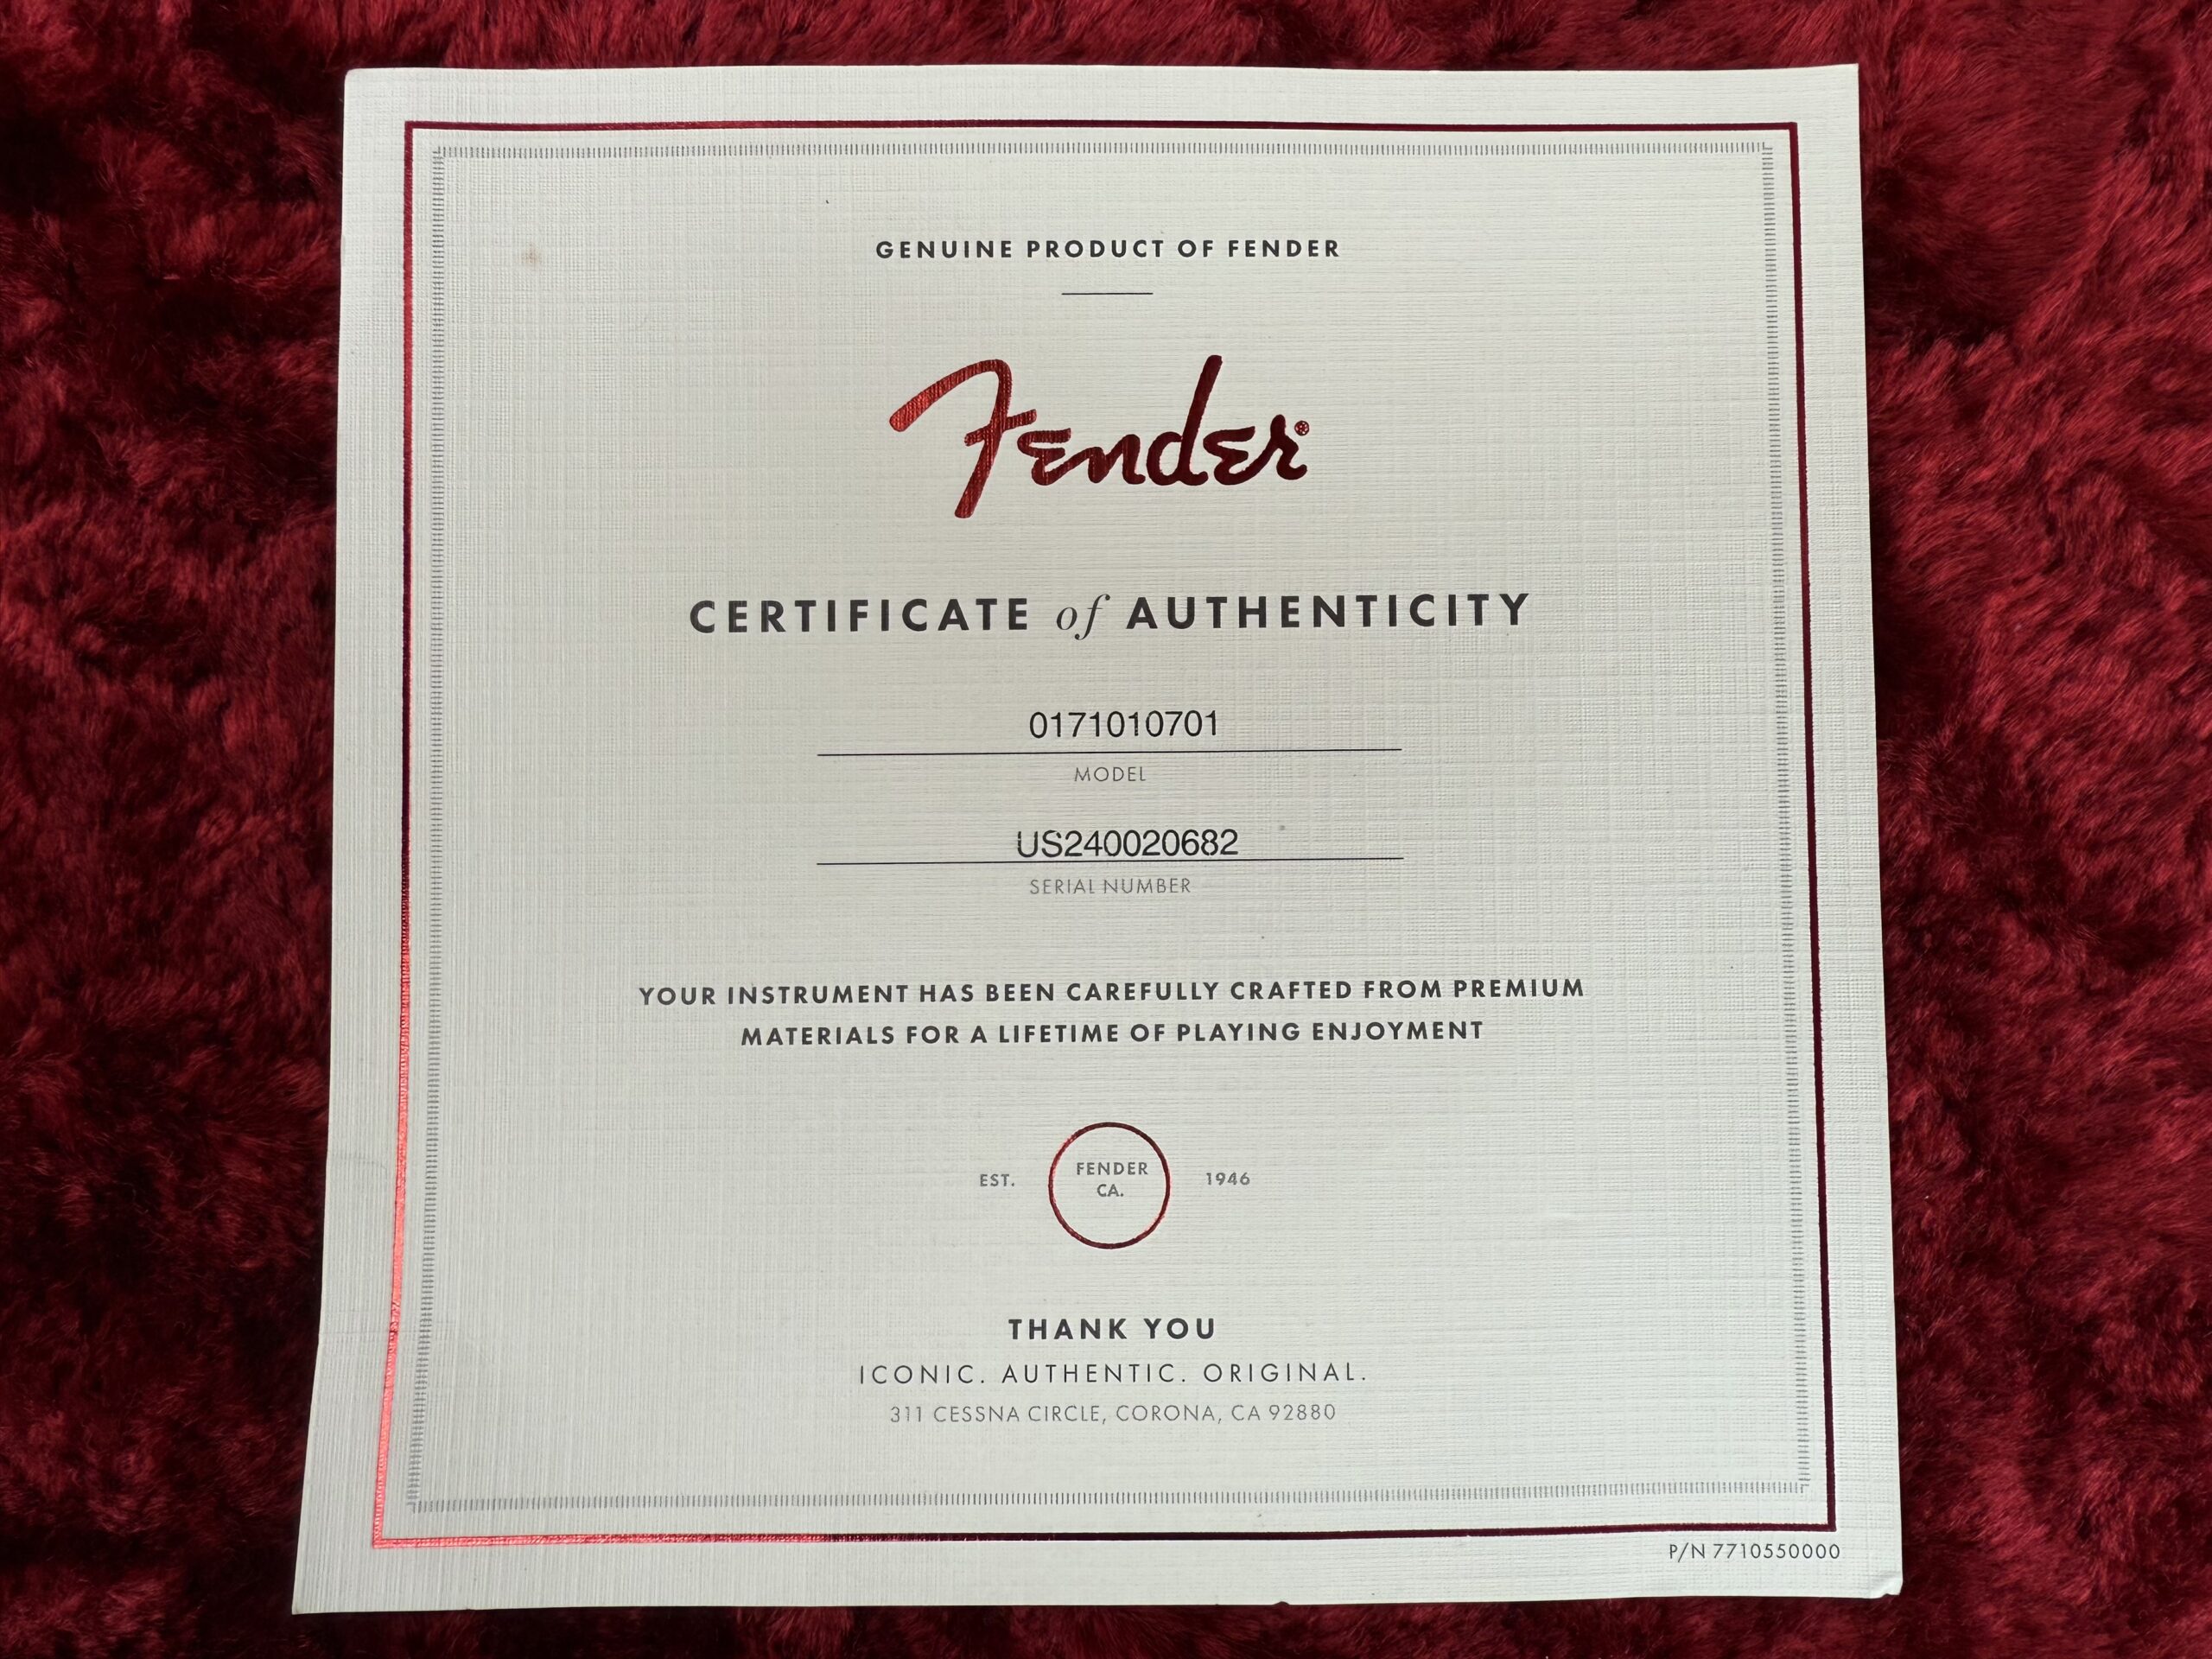 GENUINE PRODUCT OF FENDER
Fender®
CERTIFICATE of AUTHENTICITY
0171010701
MODEL
US240020682
SERIAL NUMBER
YOUR INSTRUMENT HAS BEEN CAREFULLY CRAFTED FROM PREMIUM
MATERIALS FOR A LIFETIME OF PLAYING ENJOYMENT
EST. FENDER CA. 1946
THANK YOU
ICONIC. AUTHENTIC. ORIGINAL.
311 CESSNA CIRCLE, CORONA, CA 92880
P/N 7710550000